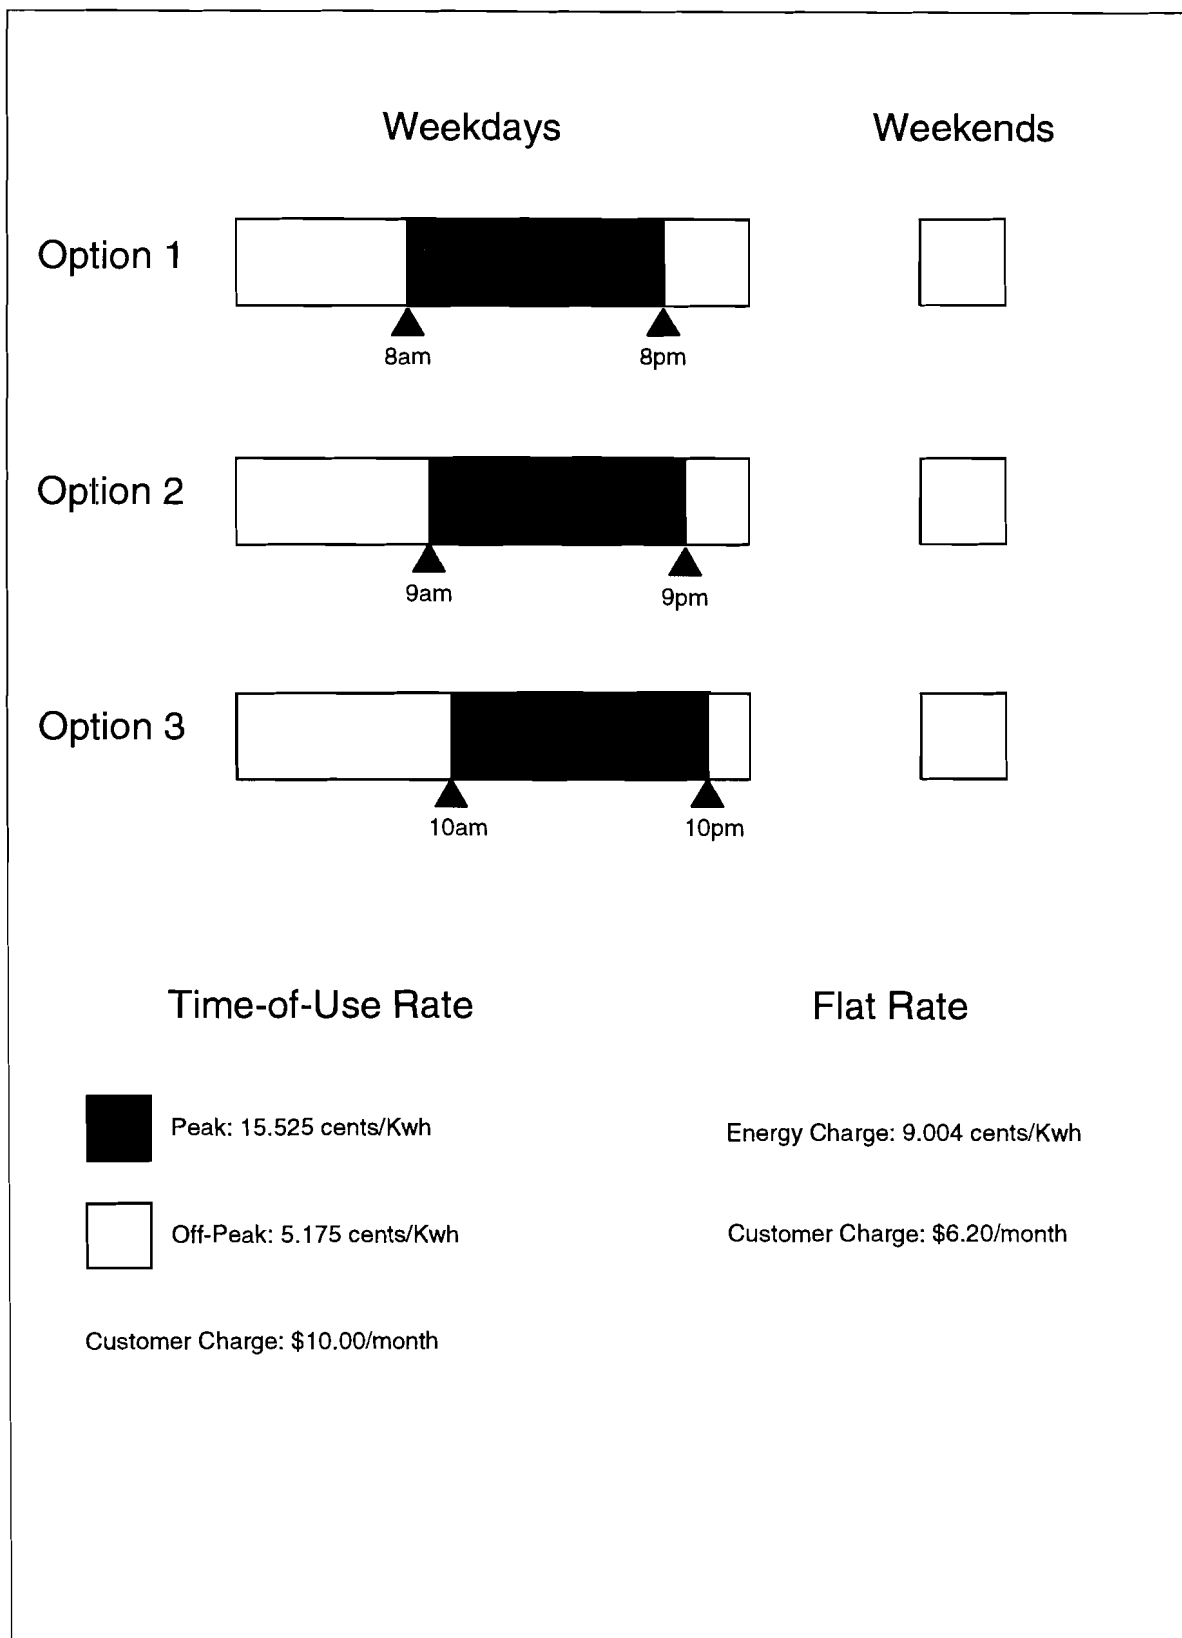 Weekdays Weekends
Option 1
8am 8pm
Option 2
9am 9pm
Option 3
10am 10pm
Time-of-Use Rate Flat Rate
Peak: 15.525 cents/Kwh
Energy Charge: 9.004 cents/Kwh
Off-Peak: 5.175 cents/Kwh
Customer Charge: $6.20/month
Customer Charge: $10.00/month